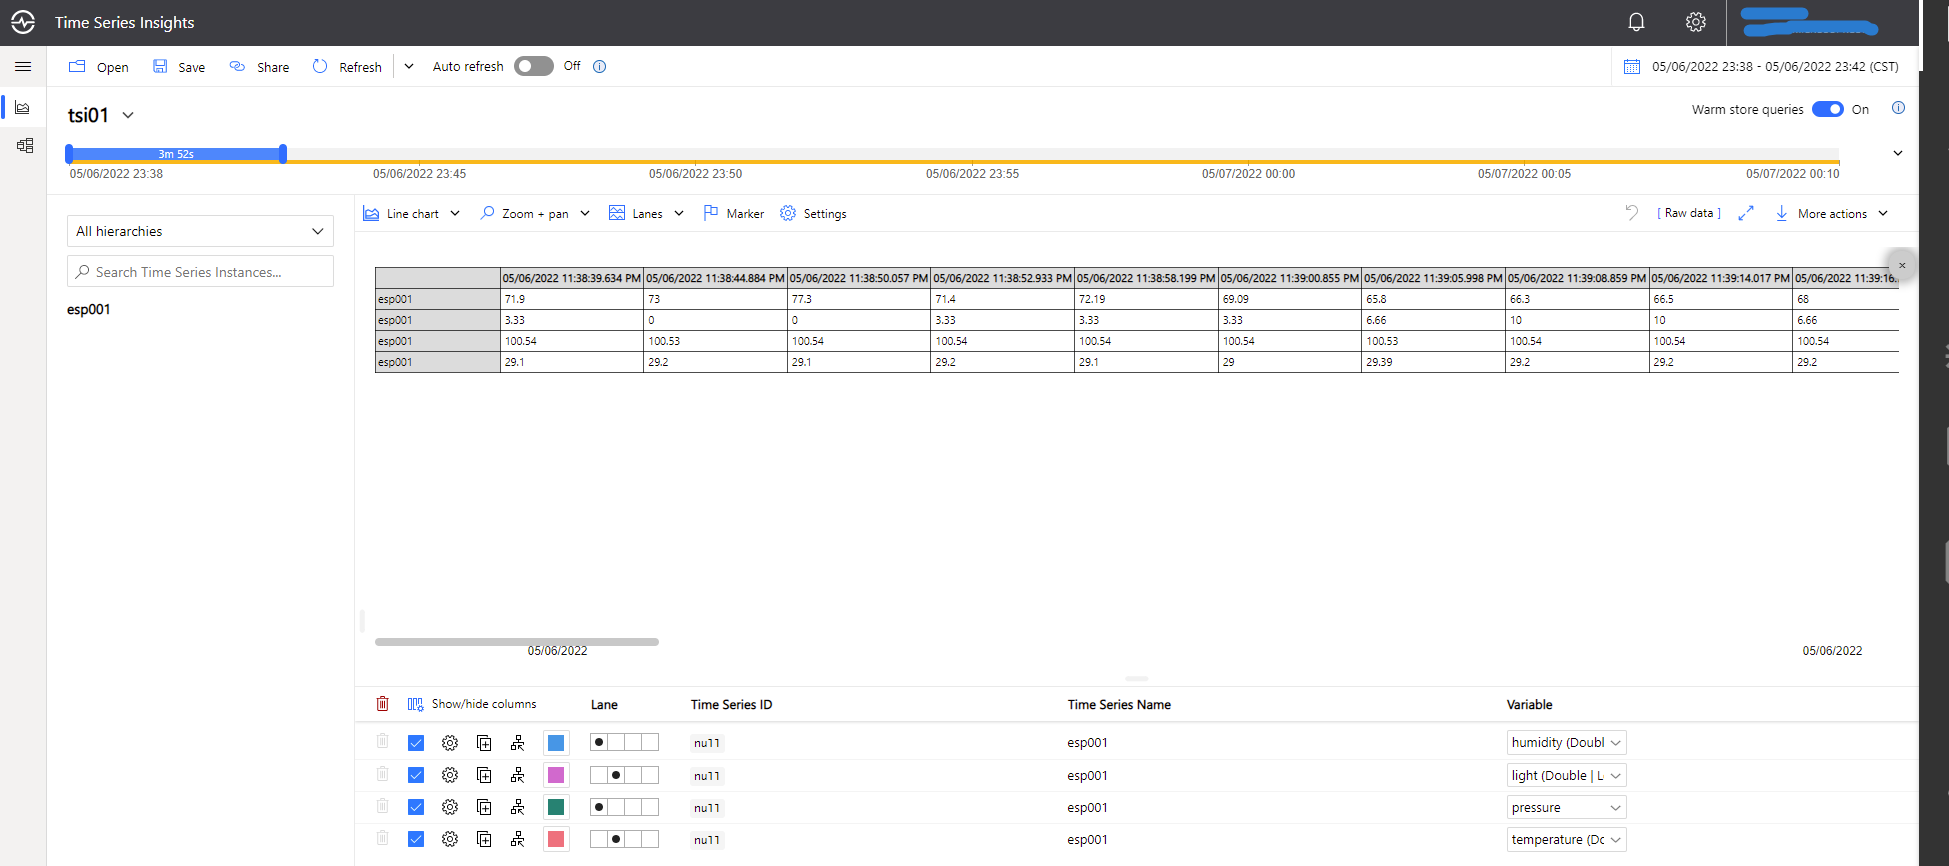 Time Series Insights
Open Save Share Refresh Auto refresh Off 05/06/2022 23:38 - 05/06/2022 23:42 (CST)
tsi01 Warm store queries On
3m 52s
05/06/2022 23:38 05/06/2022 23:45 05/06/2022 23:50 05/06/2022 23:55 05/07/2022 00:00 05/07/2022 00:05 05/07/2022 00:10
All hierarchies
Search Time Series Instances...
esp001
Line chart Zoom + pan Lanes Marker Settings [ Raw data ] More actions
05/06/2022 11:38:39.634 PM 05/06/2022 11:38:44.884 PM 05/06/2022 11:38:50.057 PM 05/06/2022 11:38:52.933 PM 05/06/2022 11:38:58.199 PM 05/06/2022 11:39:00.855 PM 05/06/2022 11:39:05.998 PM 05/06/2022 11:39:08.859 PM 05/06/2022 11:39:14.017 PM 05/06/2022 11:39:16.
esp001 71.9 73 77.3 71.4 72.19 69.09 65.8 66.3 66.5 68
esp001 3.33 0 0 3.33 3.33 3.33 6.66 10 10 6.66
esp001 100.54 100.53 100.54 100.54 100.54 100.54 100.53 100.54 100.54 100.54
esp001 29.1 29.2 29.1 29.2 29.1 29 29.39 29.2 29.2 29.2
05/06/2022 05/06/2022
Show/hide columns Lane Time Series ID Time Series Name Variable
null esp001 humidity (Doubl
null esp001 light (Double | L
null esp001 pressure
null esp001 temperature (Dc